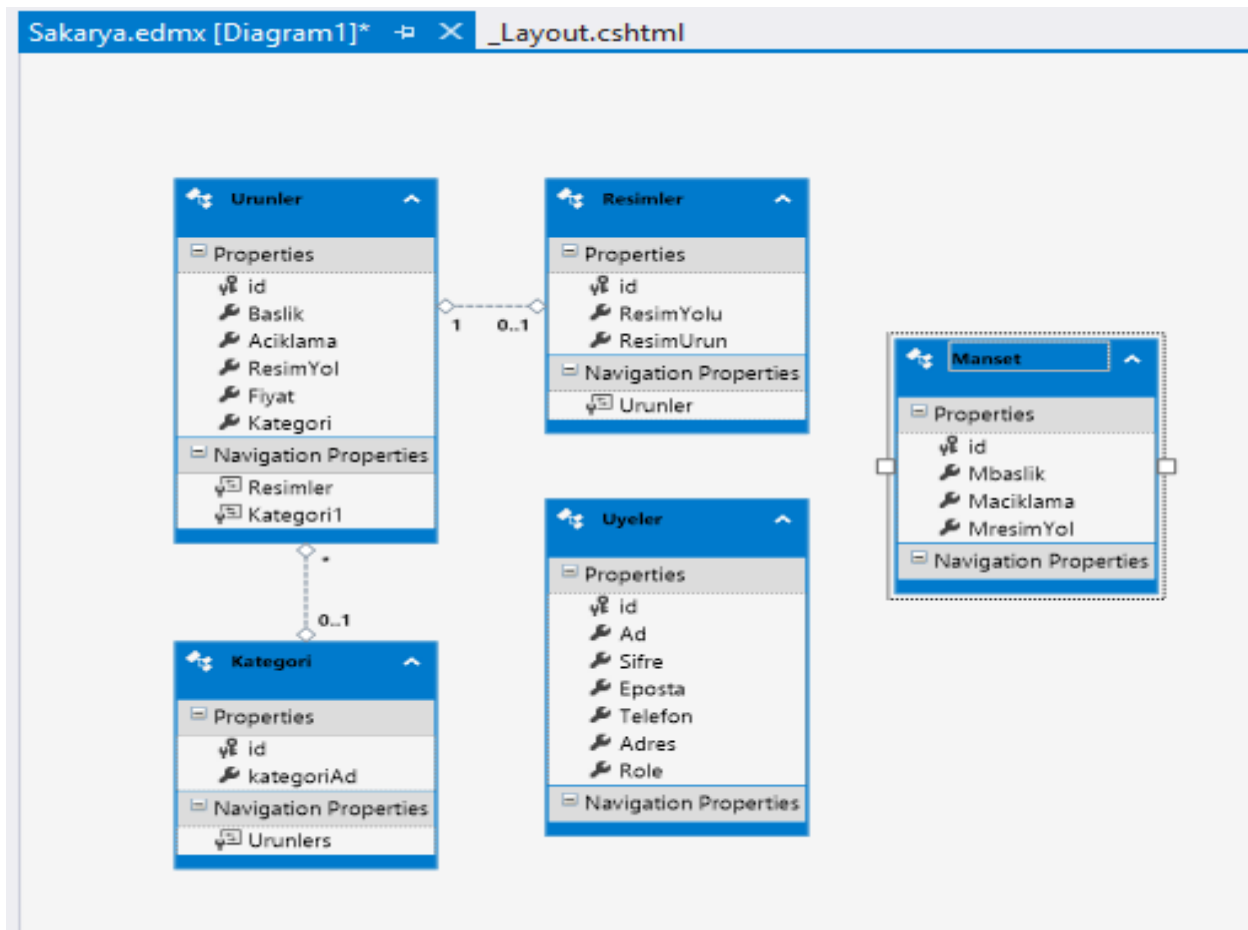 Sakarya.edmx [Diagram1]*
_Layout.cshtml
Urunler
Properties
id
Baslik
Aciklama
ResimYol
Fiyat
Kategori
Navigation Properties
Resimler
Kategori1
1
0..1
Resimler
Properties
id
ResimYolu
ResimUrun
Navigation Properties
Urunler
Manset
Properties
id
Mbaslik
Maciklama
MresimYol
Navigation Properties
*
0..1
Kategori
Properties
id
kategoriAd
Navigation Properties
Urunlers
Uyeler
Properties
id
Ad
Sifre
Eposta
Telefon
Adres
Role
Navigation Properties